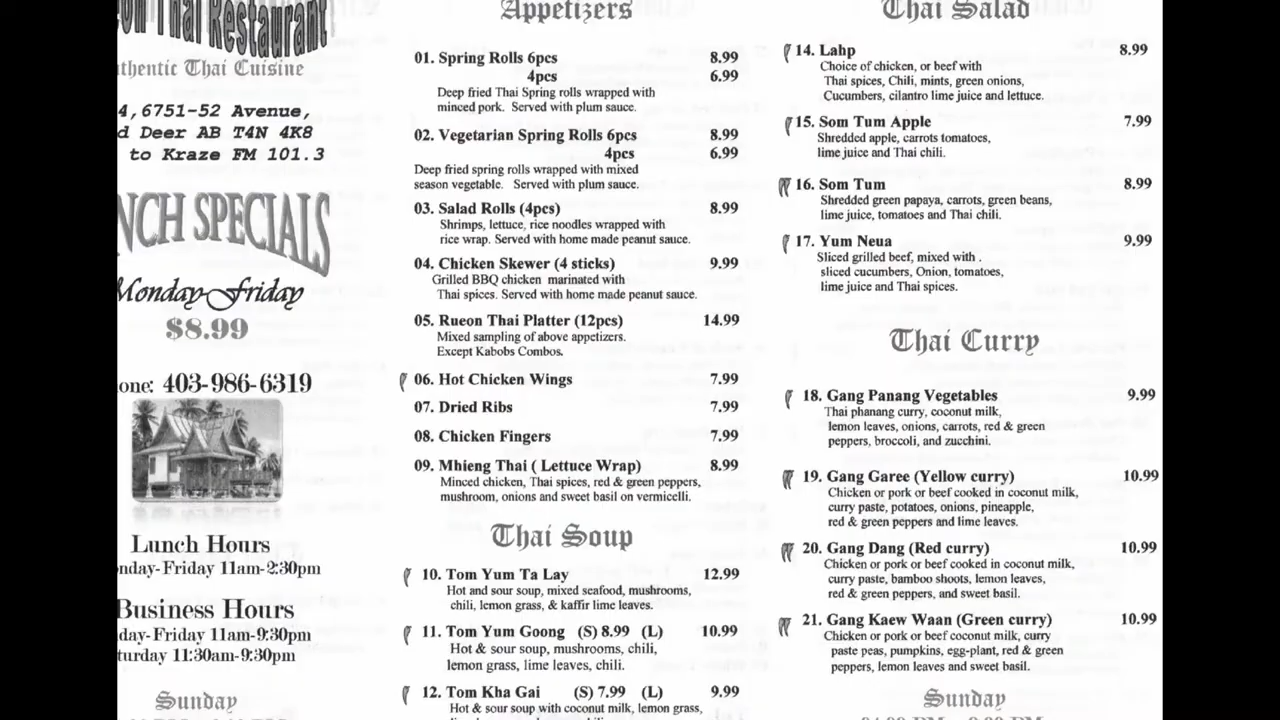 Thai Restaurant
Thai Cuisine
4,6751-52 Avenue,
Deer AB T4N 4K8
to Kraze FM 101.3
SPECIALS
Monday-Friday
$8.99
403-986-6319
Lunch Hours
Friday 11am-2:30pm
Business Hours
Friday 11am-9:30pm
11:30am-9:30pm
Sunday
Appetizers
01. Spring Rolls 6pcs 8.99
4pcs 6.99
Deep fried Thai Spring rolls wrapped with
minced pork. Served with plum sauce.
02. Vegetarian Spring Rolls 6pcs 8.99
4pcs 6.99
Deep fried spring rolls wrapped with mixed
season vegetable. Served with plum sauce.
03. Salad Rolls (4pcs) 8.99
Shrimps, lettuce, rice noodles wrapped with
rice wrap. Served with home made peanut sauce.
04. Chicken Skewer (4 sticks) 9.99
Grilled BBQ chicken marinated with
Thai spices. Served with home made peanut sauce.
05. Rueon Thai Platter (12pcs) 14.99
Mixed sampling of above appetizers.
Except Kabobs Combos.
06. Hot Chicken Wings 7.99
07. Dried Ribs 7.99
08. Chicken Fingers 7.99
09. Mhieng Thai ( Lettuce Wrap) 8.99
Minced chicken, Thai spices, red & green peppers,
mushroom, onions and sweet basil on vermicelli.
Thai Soup
10. Tom Yum Ta Lay 12.99
Hot and sour soup, mixed seafood, mushrooms,
chili, lemon grass, & kaffir lime leaves.
11. Tom Yum Goong (S) 8.99 (L) 10.99
Hot & sour soup, mushrooms, chili,
lemon grass, lime leaves, chili.
12. Tom Kha Gai (S) 7.99 (L) 9.99
Hot & sour soup with coconut milk, lemon grass,
Thai Salad
14. Lahp 8.99
Choice of chicken, or beef with
Thai spices, Chili, mints, green onions,
Cucumbers, cilantro lime juice and lettuce.
15. Som Tum Apple 7.99
Shredded apple, carrots tomatoes,
lime juice and Thai chili.
16. Som Tum 8.99
Shredded green papaya, carrots, green beans,
lime juice, tomatoes and Thai chili.
17. Yum Neua 9.99
Sliced grilled beef, mixed with .
sliced cucumbers, Onion, tomatoes,
lime juice and Thai spices.
Thai Curry
18. Gang Panang Vegetables 9.99
Thai phanang curry, coconut milk,
lemon leaves, onions, carrots, red & green
peppers, broccoli, and zucchini.
19. Gang Garee (Yellow curry) 10.99
Chicken or pork or beef cooked in coconut milk,
curry paste, potatoes, onions, pineapple,
red & green peppers and lime leaves.
20. Gang Dang (Red curry) 10.99
Chicken or pork or beef cooked in coconut milk,
curry paste, bamboo shoots, lemon leaves,
red & green peppers, and sweet basil.
21. Gang Kaew Waan (Green curry) 10.99
Chicken or pork or beef coconut milk, curry
paste peas, pumpkins, egg-plant, red & green
peppers, lemon leaves and sweet basil.
Sunday